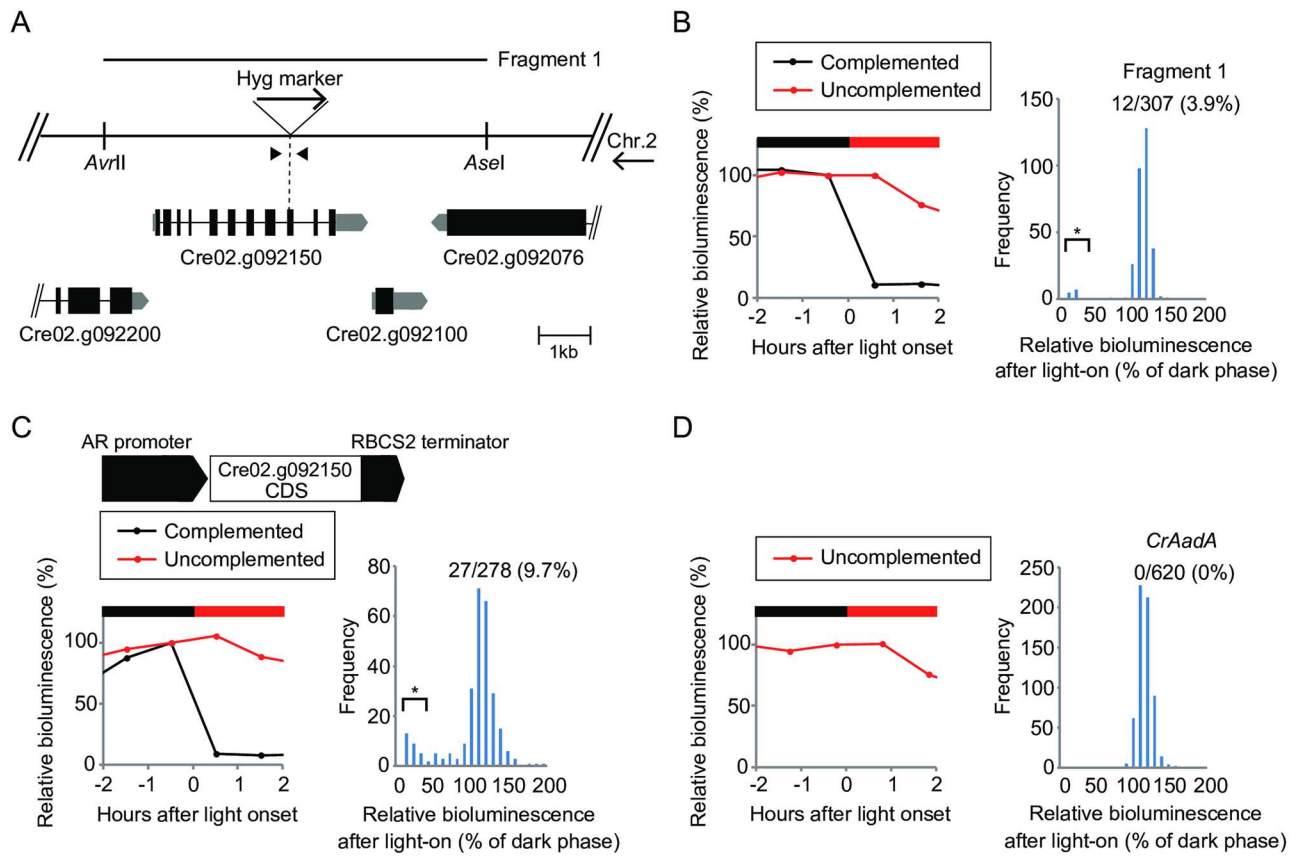 A
Fragment 1
Hyg marker
AvrII
AseI
Chr.2
Cre02.g092150
Cre02.g092076
Cre02.g092200
Cre02.g092100
1kb
B
Complemented
Uncomplemented
Relative bioluminescence (%)
100
50
0
-2 -1 0 1 2
Hours after light onset
Fragment 1
12/307 (3.9%)
Frequency
150
100
50
0
*
0 50 100 150 200
Relative bioluminescence
after light-on (% of dark phase)
C
AR promoter
RBCS2 terminator
Cre02.g092150
CDS
Complemented
Uncomplemented
Relative bioluminescence (%)
100
50
0
-2 -1 0 1 2
Hours after light onset
27/278 (9.7%)
Frequency
80
60
40
20
0
*
0 50 100 150 200
Relative bioluminescence
after light-on (% of dark phase)
D
Uncomplemented
Relative bioluminescence (%)
100
50
0
-2 -1 0 1 2
Hours after light onset
CrAadA
0/620 (0%)
Frequency
250
200
150
100
50
0
0 50 100 150 200
Relative bioluminescence
after light-on (% of dark phase)